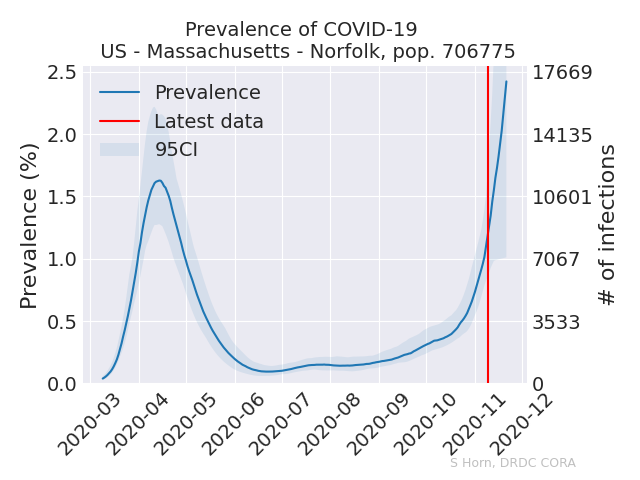 Prevalence of COVID-19
US - Massachusetts - Norfolk, pop. 706775
Prevalence (%)
2.5
2.0
1.5
1.0
0.5
0.0
Prevalence
Latest data
95CI
17669
14135
10601
7067
3533
0
# of infections
2020-03
2020-04
2020-05
2020-06
2020-07
2020-08
2020-09
2020-10
2020-11
2020-12
S Horn, DRDC CORA